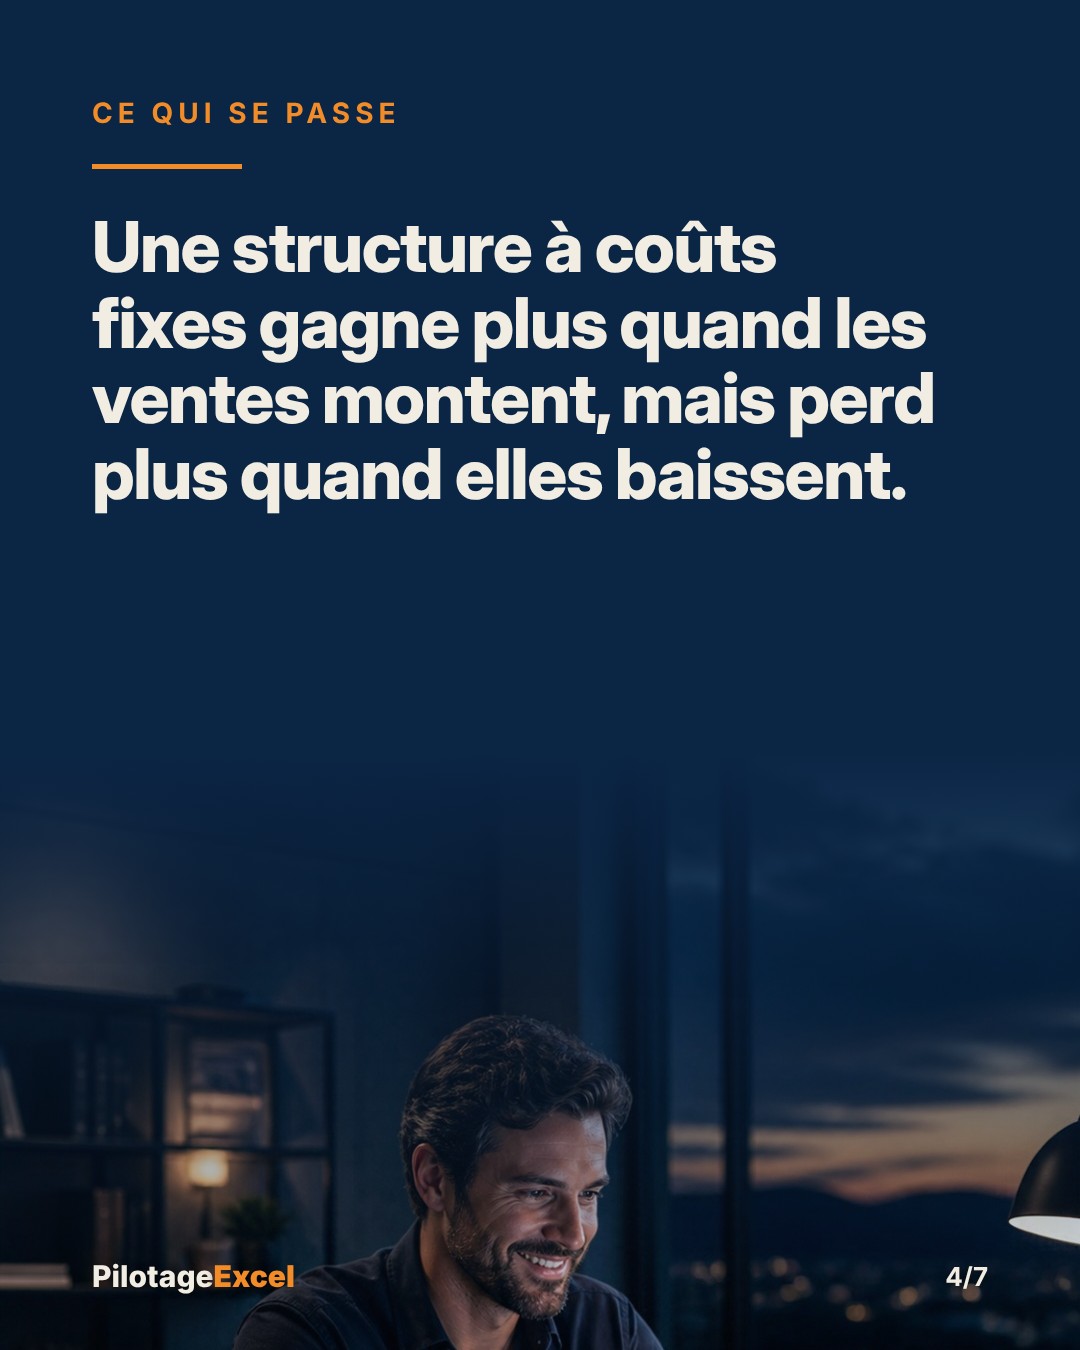 CE QUI SE PASSE
Une structure à coûts
fixes gagne plus quand les
ventes montent, mais perd
plus quand elles baissent.
PilotageExcel
4/7